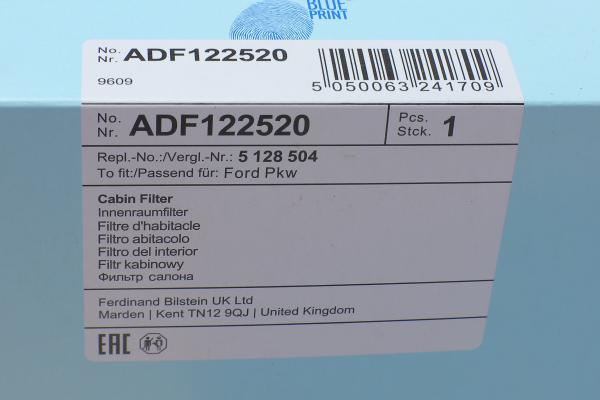 BLUE
PRINT
No.
Nr. ADF122520
9609
5 050063 241709
No.
Nr. ADF122520
Pcs.
Stck. 1
Repl.-No.:/Vergl.-Nr.: 5 128 504
To fit:/Passend für: Ford Pkw
Cabin Filter
Innenraumfilter
Filtre d'habitacle
Filtro abitacolo
Filtro del interior
Filtr kabinowy
Фильтр салона
Ferdinand Bilstein UK Ltd
Marden | Kent TN12 9QJ | United Kingdom
EAC